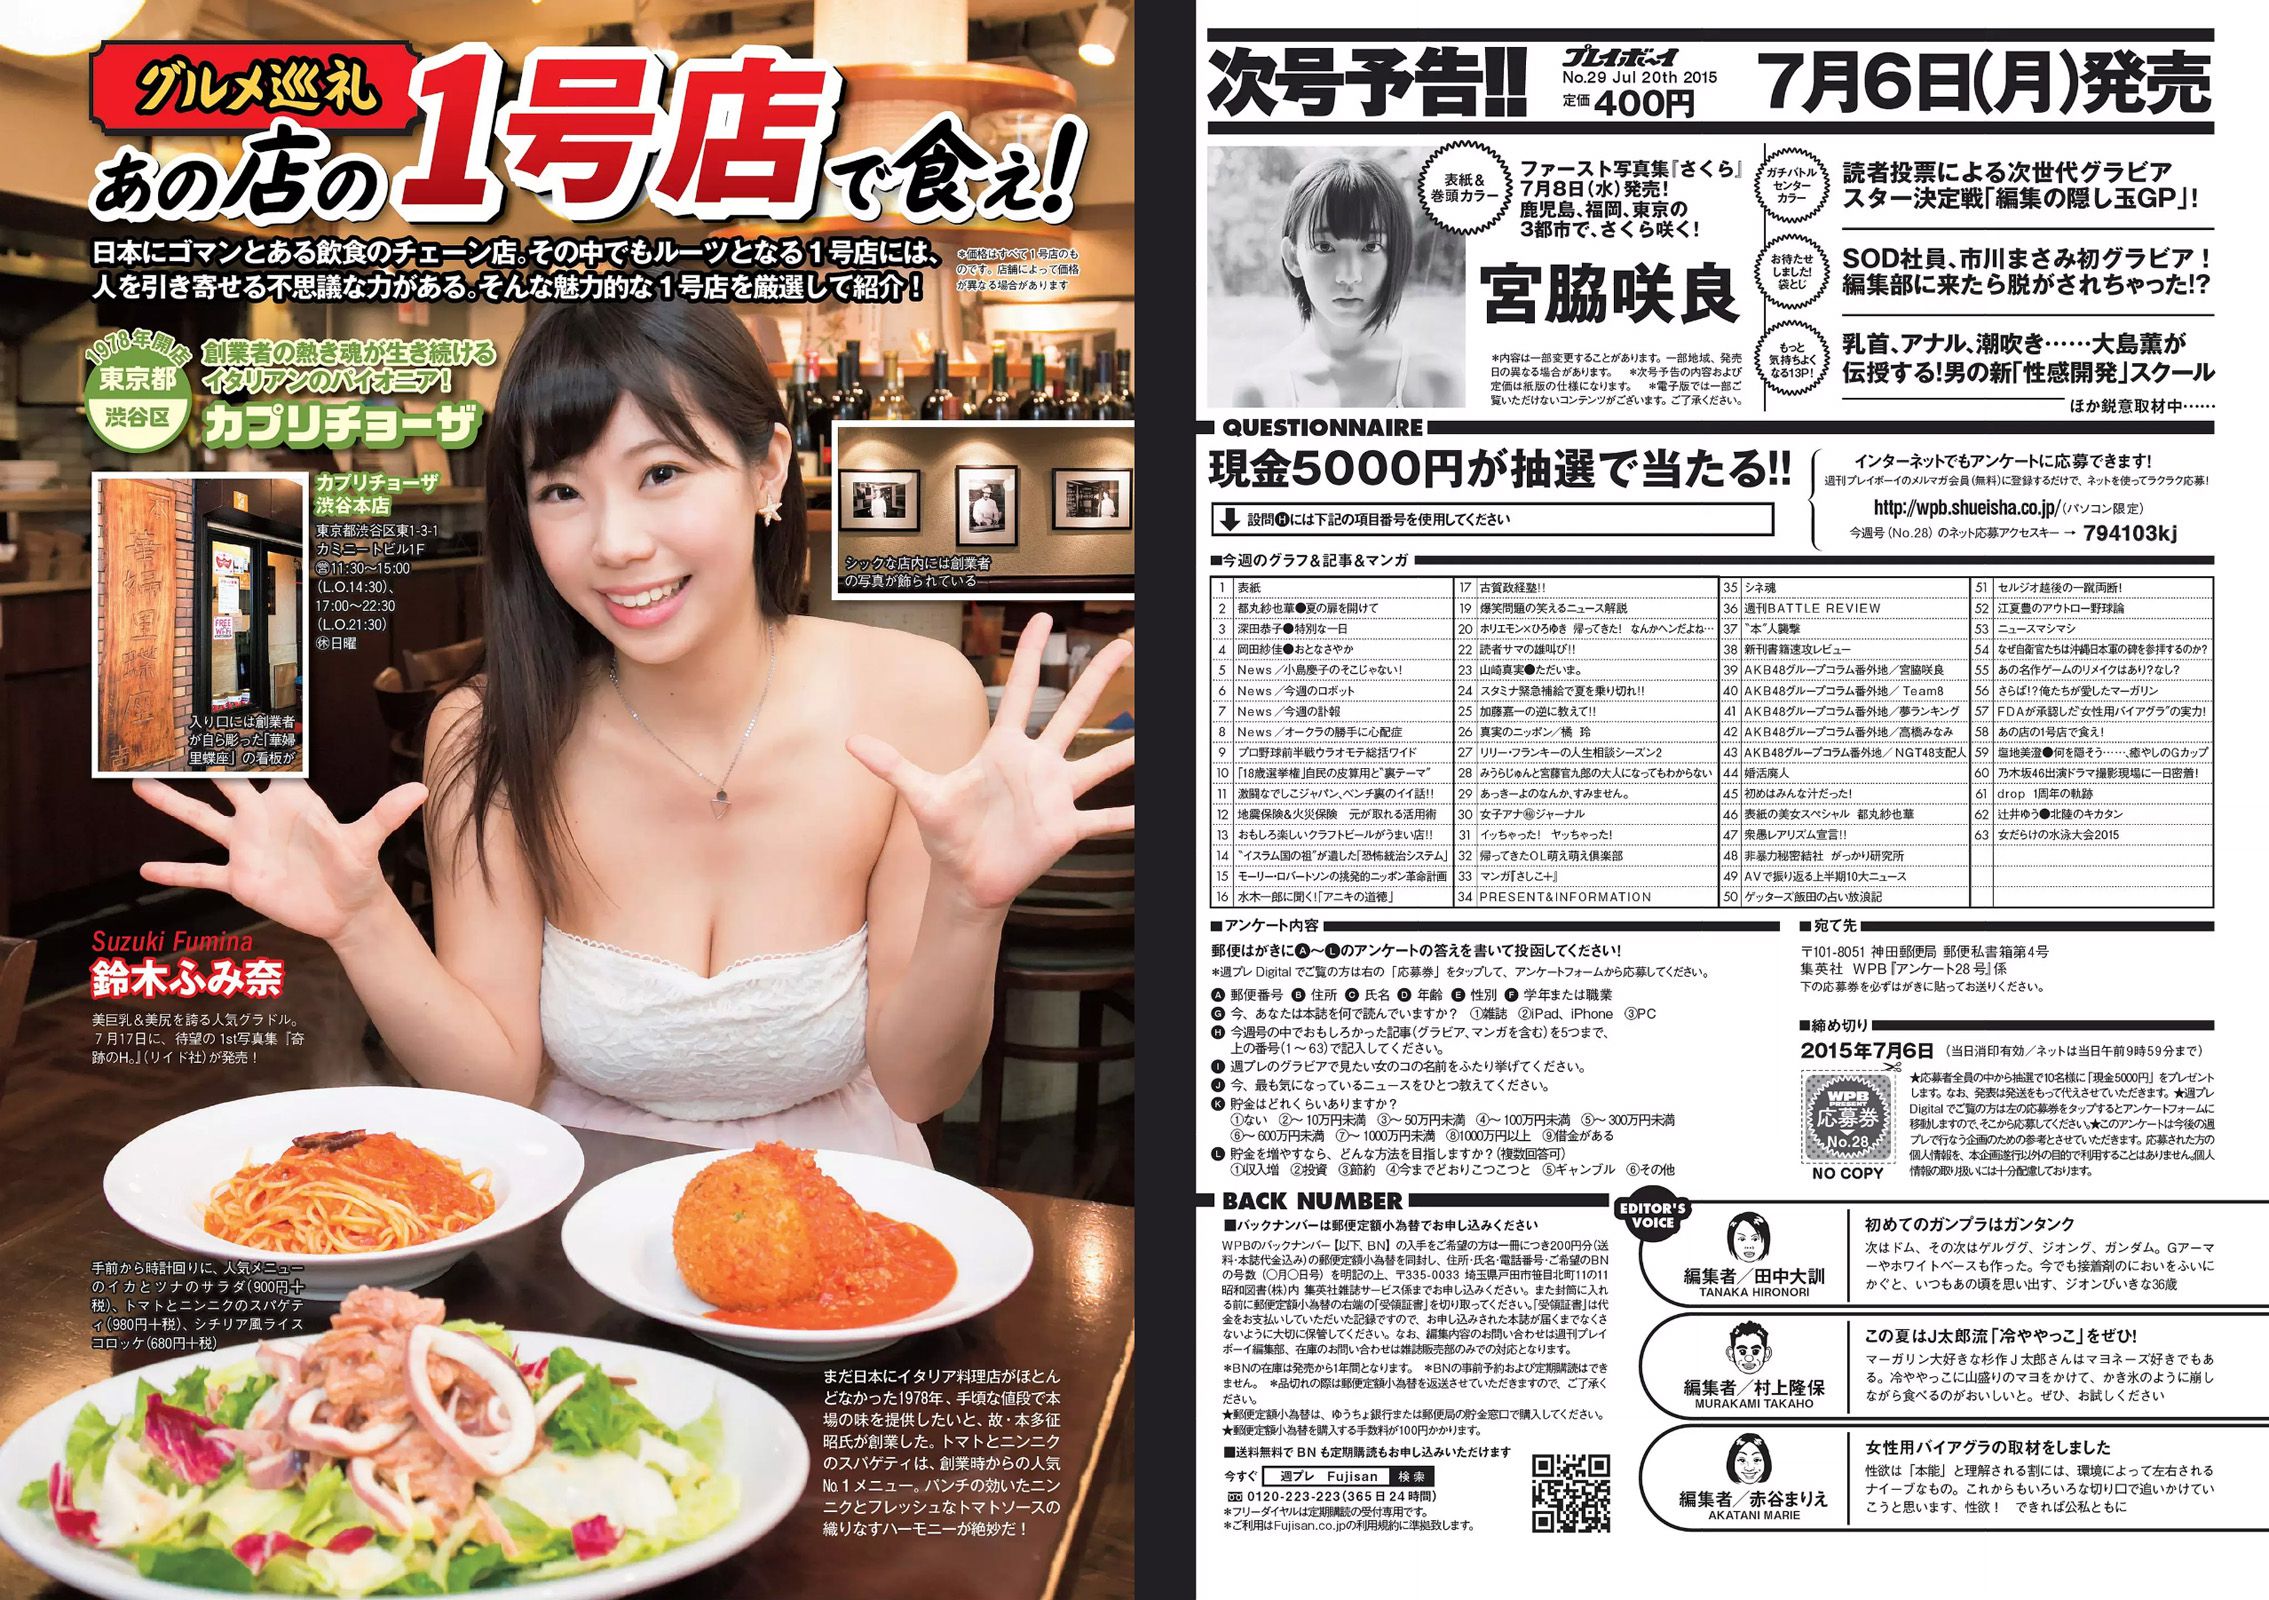 グルメ巡礼
あの店の1号店で食え!
日本にゴマンとある飲食のチェーン店。その中でもルーツとなる1号店には、
人を引き寄せる不思議な力がある。そんな魅力的な1号店を厳選して紹介!
*価格はすべて1号店のも
のです。店舗によって価格
が異なる場合があります
1978年開店
東京都
渋谷区
創業者の熱き魂が生き続ける
イタリアンのパイオニア!
カプリチョーザ
カプリチョーザ
渋谷本店
東京都渋谷区東1-3-1
カミニートビル1F
㊡11:30〜15:00
(L.O.14:30)、
17:00〜22:30
(L.O.21:30)
㊡日曜
華婦里蝶座
FREE Wi-Fi
入り口には創業者
が自ら彫った「華婦
里蝶座」の看板が
シックな店内には創業者
の写真が飾られている
Suzuki Fumina
鈴木ふみ奈
美巨乳&美尻を誇る人気グラドル。
7月17日に、待望の1st写真集『奇
跡のH。』(リイド社)が発売!
手前から時計回りに、人気メニュー
のイカとツナのサラダ(900円+
税)、トマトとニンニクのスパゲテ
ィ(980円+税)、シチリア風ライス
コロッケ(680円+税)
まだ日本にイタリア料理店がほとん
どなかった1978年、手頃な値段で本
場の味を提供したいと、故・本多征
昭氏が創業した。トマトとニンニク
のスパゲティは、創業時からの人気
No.1メニュー。パンチの効いたニン
ニクとフレッシュなトマトソースの
織りなすハーモニーが絶妙だ!
次号予告!!
プレイボーイ
No.29 Jul 20th 2015
定価400円
7月6日(月)発売
表紙&
巻頭カラー
ファースト写真集『さくら』
7月8日(水)発売!
鹿児島、福岡、東京の
3都市で、さくら咲く!
宮脇咲良
*内容は一部変更することがあります。一部地域、発売
日の異なる場合があります。 *次号予告の内容および
定価は紙版の仕様になります。 *電子版では一部ご
覧いただけないコンテンツがございます。ご了承ください。
ガチバトル
センター
カラー
読者投票による次世代グラビア
スター決定戦「編集の隠し玉GP」!
お待たせ
しました!
袋とじ
SOD社員、市川まさみ初グラビア!
編集部に来たら脱がされちゃった!?
もっと
気持ちよく
なる13P!
乳首、アナル、潮吹き……大島薫が
伝授する!男の新「性感開発」スクール
ほか鋭意取材中……
QUESTIONNAIRE
現金5000円が抽選で当たる!!
設問Hには下記の項目番号を使用してください
インターネットでもアンケートに応募できます!
週刊プレイボーイのメルマガ会員(無料)に登録するだけで、ネットを使ってラクラク応募!
http://wpb.shueisha.co.jp/(パソコン限定)
今週号(No.28)のネット応募アクセスキー→ 794103kj
■今週のグラフ&記事&マンガ
1 表紙
2 都丸紗也華●夏の扉を開けて
3 深田恭子●特別な一日
4 岡田紗佳●おとなさやか
5 News/小島慶子のそこじゃない!
6 News/今週のロボット
7 News/今週の訃報
8 News/オークラの勝手に心配症
9 プロ野球前半戦ウラオモテ総括ワイド
10 「18歳選挙権」自民の皮算用と“裏テーマ”
11 激闘なでしこジャパン、ベンチ裏のイイ話!!
12 地震保険&火災保険 元が取れる活用術
13 おもしろ楽しいクラフトビールがうまい店!!
14 “イスラム国の祖”が遺した「恐怖統治システム」
15 モーリー・ロバートソンの挑発的ニッポン革命計画
16 水木一郎に聞く!「アニキの道徳」
17 古賀政経塾!!
19 爆笑問題の笑えるニュース解説
20 ホリエモン×ひろゆき 帰ってきた! なんかヘンだよね…
22 読者サマの雄叫び!!
23 山崎真実●ただいま。
24 スタミナ緊急補給で夏を乗り切れ!!
25 加藤嘉一の逆に教えて!!
26 真実のニッポン/橘 玲
27 リリー・フランキーの人生相談シーズン2
28 みうらじゅんと宮藤官九郎の大人になってもわからない
29 あっきーよのなんか、すみません。
30 女子アナ㊙ジャーナル
31 イッちゃった! ヤッちゃった!
32 帰ってきたOL萌え萌え倶楽部
33 マンガ『さしこ+』
34 PRESENT&INFORMATION
35 シネ魂
36 週刊BATTLE REVIEW
37 “本”人襲撃
38 新刊書籍速攻レビュー
39 AKB48グループコラム番外地/宮脇咲良
40 AKB48グループコラム番外地/Team8
41 AKB48グループコラム番外地/夢ランキング
42 AKB48グループコラム番外地/高橋みなみ
43 AKB48グループコラム番外地/NGT48支配人
44 婚活廃人
45 初めはみんな汁だった!
46 表紙の美女スペシャル 都丸紗也華
47 衆愚レアリズム宣言!!
48 非暴力秘密結社 がっかり研究所
49 AVで振り返る上半期10大ニュース
50 ゲッターズ飯田の占い放浪記
51 セルジオ越後の一蹴両断!
52 江夏豊のアウトロー野球論
53 ニュースマシマシ
54 なぜ自衛官たちは沖縄日本軍の碑を参拝するのか?
55 あの名作ゲームのリメイクはあり?なし?
56 さらば!?俺たちが愛したマーガリン
57 FDAが承認した“女性用バイアグラ”の実力!
58 あの店の1号店で食え!
59 塩地美澄●何を隠そう……、癒やしのGカップ
60 乃木坂46出演ドラマ撮影現場に一日密着!
61 drop 1周年の軌跡
62 辻井ゆう●北陸のキカタン
63 女だらけの水泳大会2015
■アンケート内容
郵便はがきにA〜Lのアンケートの答えを書いて投函してください!
*週プレDigitalでご覧の方は右の「応募券」をタップして、アンケートフォームから応募してください。
A 郵便番号 B 住所 C 氏名 D 年齢 E 性別 F 学年または職業
G 今、あなたは本誌を何で読んでいますか? ①雑誌 ②iPad、iPhone ③PC
H 今週号の中でおもしろかった記事(グラビア、マンガを含む)を5つまで、
上の番号(1〜63)で記入してください。
I 週プレのグラビアで見たい女のコの名前をふたり挙げてください。
J 今、最も気になっているニュースをひとつ教えてください。
K 貯金はどれくらいありますか?
①ない ②〜10万円未満 ③〜50万円未満 ④〜100万円未満 ⑤〜300万円未満
⑥〜600万円未満 ⑦〜1000万円未満 ⑧1000万円以上 ⑨借金がある
L 貯金を増やすなら、どんな方法を目指しますか?(複数回答可)
①収入増 ②投資 ③節約 ④今までどおりこつこつと ⑤ギャンブル ⑥その他
■宛て先
〒101-8051 神田郵便局 郵便私書箱第4号
集英社 WPB『アンケート28号』係
下の応募券を必ずはがきに貼ってお送りください。
■締め切り
2015年7月6日(当日消印有効/ネットは当日午前9時59分まで)
WPB
PRESENT
応募券
No.28
NO COPY
★応募者全員の中から抽選で10名様に「現金5000円」をプレゼント
します。なお、発表は発送をもって代えさせていただきます。★週プレ
Digitalでご覧の方は左の応募券をタップするとアンケートフォームに
移動しますので、そこから応募してください。★このアンケートは今後の週
プレで行なう企画のための参考とさせていただきます。応募された方の
個人情報を、本企画遂行以外の目的で利用することはありません。個人
情報の取り扱いには十分配慮しております。
BACK NUMBER
■バックナンバーは郵便定額小為替でお申し込みください
WPBのバックナンバー【以下、BN】の入手をご希望の方は一冊につき200円分(送
料・本誌代金込み)の郵便定額小為替を同封し、住所・氏名・電話番号・ご希望のBN
の号数(〇月〇日号)を明記の上、〒335-0033 埼玉県戸田市笹目北町11の11
昭和図書(株)内 集英社雑誌サービス係までお申し込みください。また封筒に入れ
る前に郵便定額小為替の右端の「受領証書」を切り取ってください。「受領証書」は代
金をお支払いしていただいた記録ですので、お申し込みされた本誌が届くまでなくさ
ないように大切に保管してください。なお、編集内容のお問い合わせは週刊プレイ
ボーイ編集部、在庫のお問い合わせは雑誌販売部のみでの対応となります。
*BNの在庫は発売から1年間となります。 *BNの事前予約および定期購読はでき
ません。 *品切れの際は郵便定額小為替を返送させていただきますので、ご了承く
ださい。
★郵便定額小為替は、ゆうちょ銀行または郵便局の貯金窓口で購入してください。
★郵便定額小為替を購入する手数料が100円かかります。
■送料無料でBNも定期購読もお申し込みいただけます
今すぐ 週プレ Fujisan 検索
0120-223-223(365日24時間)
*フリーダイヤルは定期購読の受付専用です。
*ご利用はFujisan.co.jpの利用規約に準拠致します。
EDITOR'S
VOICE
編集者/田中大訓
TANAKA HIRONORI
初めてのガンプラはガンタンク
次はドム、その次はゲルググ、ジオング、ガンダム。Gアーマ
ーやホワイトベースも作った。今でも接着剤のにおいをふいに
かぐと、いつもあの頃を思い出す、ジオンびいきな36歳
編集者/村上隆保
MURAKAMI TAKAHO
この夏はJ太郎流「冷ややっこ」をぜひ!
マーガリン大好きな杉作J太郎さんはマヨネーズ好きでもあ
る。冷ややっこに山盛りのマヨをかけて、かき氷のように崩し
ながら食べるのがおいしいと。ぜひ、お試しください
編集者/赤谷まりえ
AKATANI MARIE
女性用バイアグラの取材をしました
性欲は「本能」と理解される割には、環境によって左右される
ナイーブなもの。これからもいろいろな切り口で追いかけてい
こうと思います、性欲! できれば公私ともに